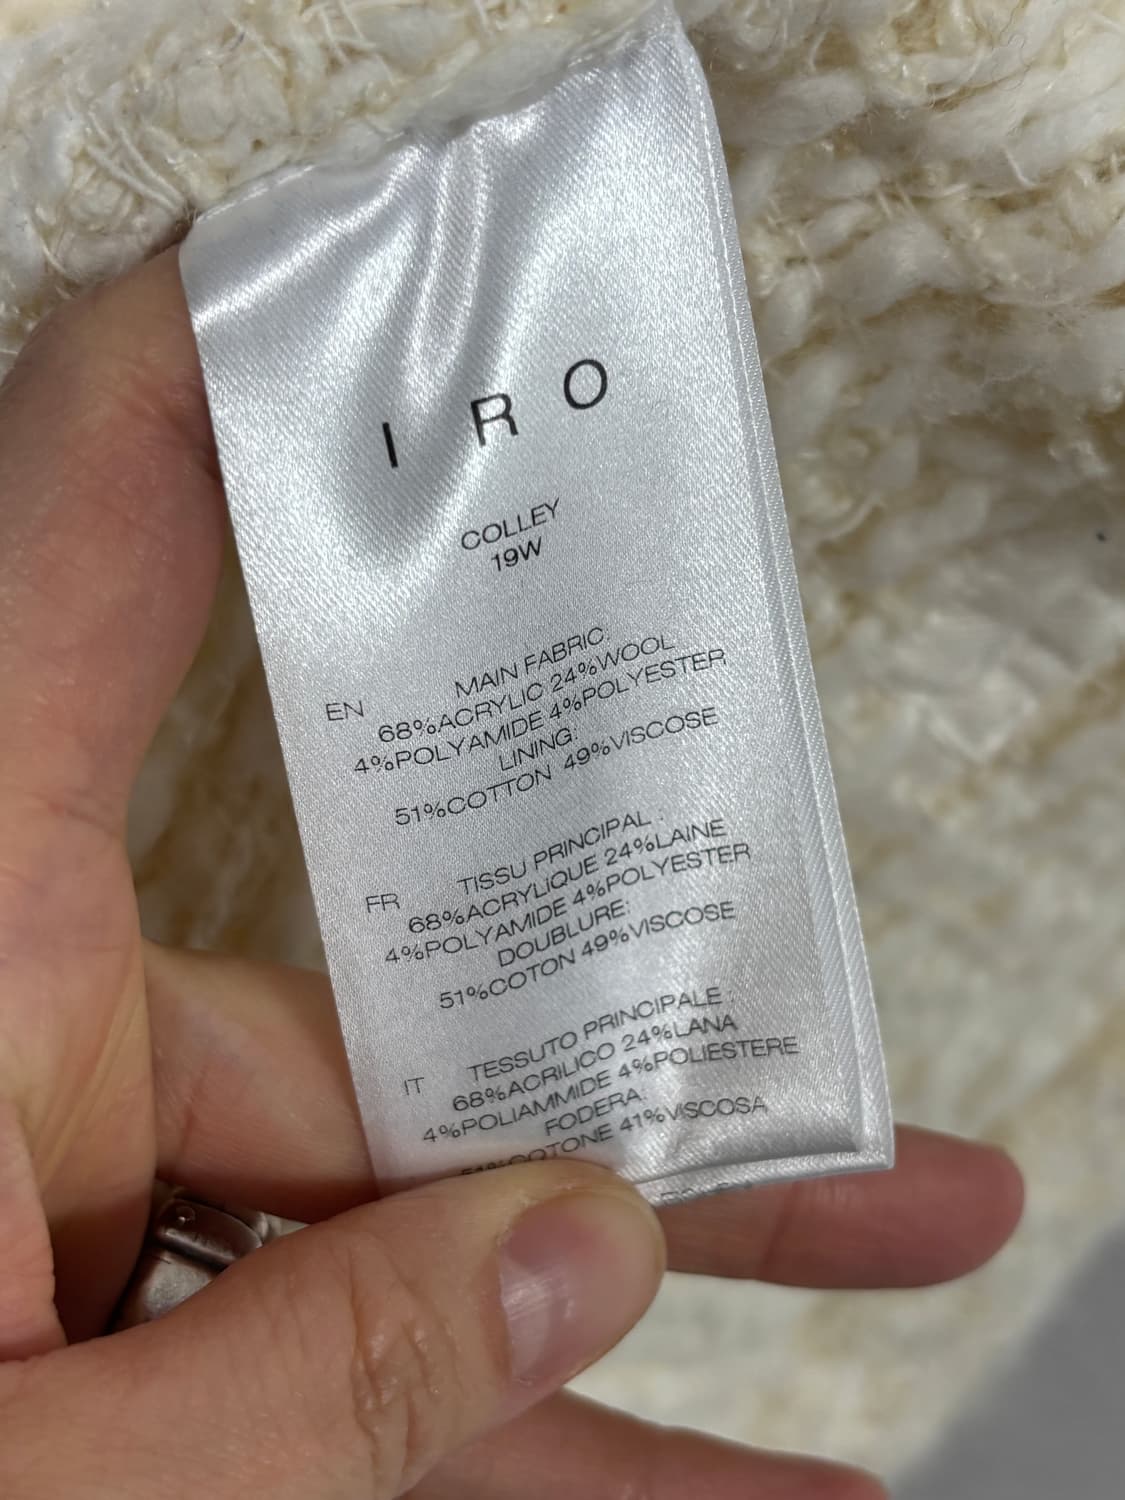 I R O
COLLEY
19W
EN
MAIN FABRIC:
68%ACRYLIC 24%WOOL
4%POLYAMIDE 4%POLYESTER
LINING:
51%COTTON 49%VISCOSE
FR
TISSU PRINCIPAL :
68%ACRYLIQUE 24%LAINE
4%POLYAMIDE 4%POLYESTER
DOUBLURE:
51%COTON 49%VISCOSE
IT
TESSUTO PRINCIPALE :
68%ACRILICO 24%LANA
4%POLIAMMIDE 4%POLIESTERE
FODERA:
51%COTONE 41%VISCOSA